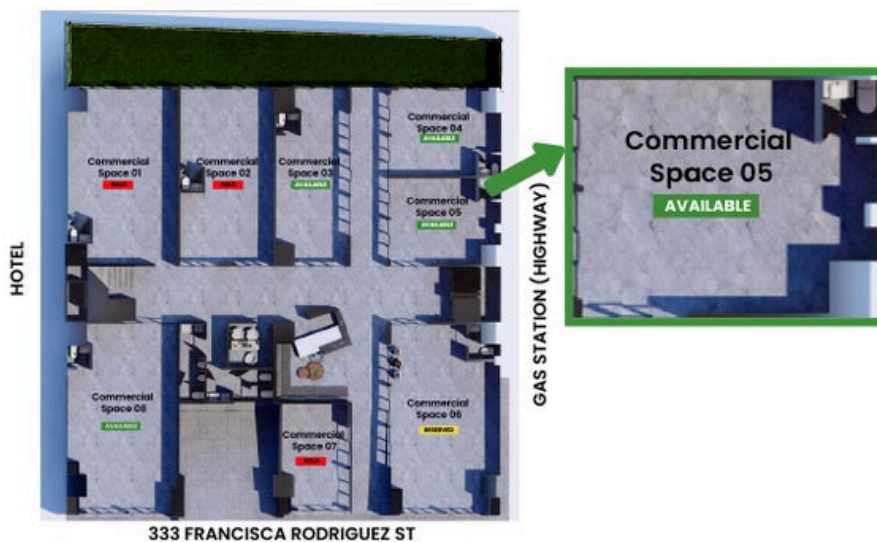 Commercial
Space 01
SOLD
Commercial
Space 02
SOLD
Commercial
Space 03
AVAILABLE
Commercial
Space 04
AVAILABLE
Commercial
Space 05
AVAILABLE
Commercial
Space 05
AVAILABLE
HOTEL
GAS STATION (HIGHWAY)
Commercial
Space 08
AVAILABLE
Commercial
Space 07
SOLD
Commercial
Space 06
RESERVED
333 FRANCISCA RODRIGUEZ ST